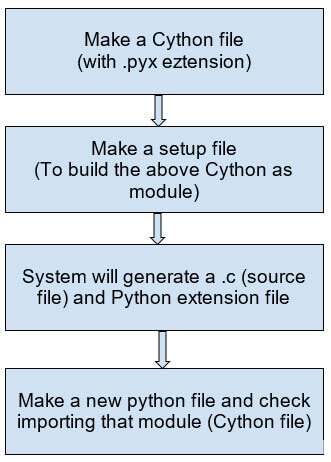 Make a Cython file
(with .pyx eztension)
Make a setup file
(To build the above Cython as
module)
System will generate a .c (source
file) and Python extension file
Make a new python file and check
importing that module (Cython file)